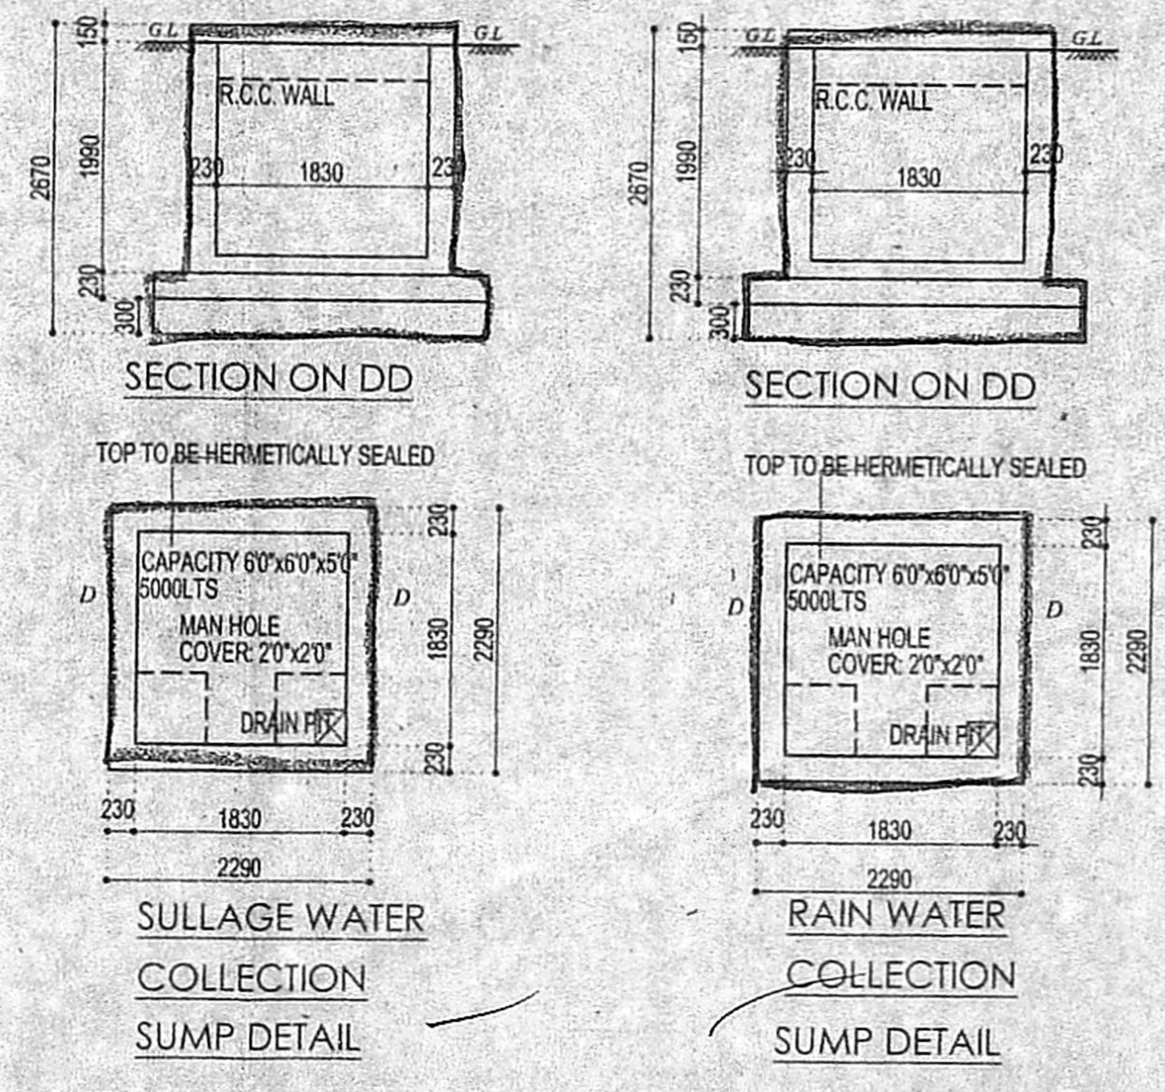 150
G.L
G.L
R.C.C. WALL
2670
1990
230
1830
23
230
300
SECTION ON DD
TOP TO BE HERMETICALLY SEALED
CAPACITY 6'0"x6'0"x5'0"
5000LTS
D
D
MAN HOLE
COVER: 2'0"x2'0"
DRAIN PIT
230
1830
2290
230
230
1830
230
2290
SULLAGE WATER
COLLECTION
SUMP DETAIL
150
G.L
G.L
R.C.C. WALL
2670
1990
230
1830
230
230
300
SECTION ON DD
TOP TO BE HERMETICALLY SEALED
CAPACITY 6'0"x6'0"x5'0"
5000LTS
D
D
MAN HOLE
COVER: 2'0"x2'0"
DRAIN PIT
230
1830
2290
230
230
1830
230
2290
RAIN WATER
COLLECTION
SUMP DETAIL